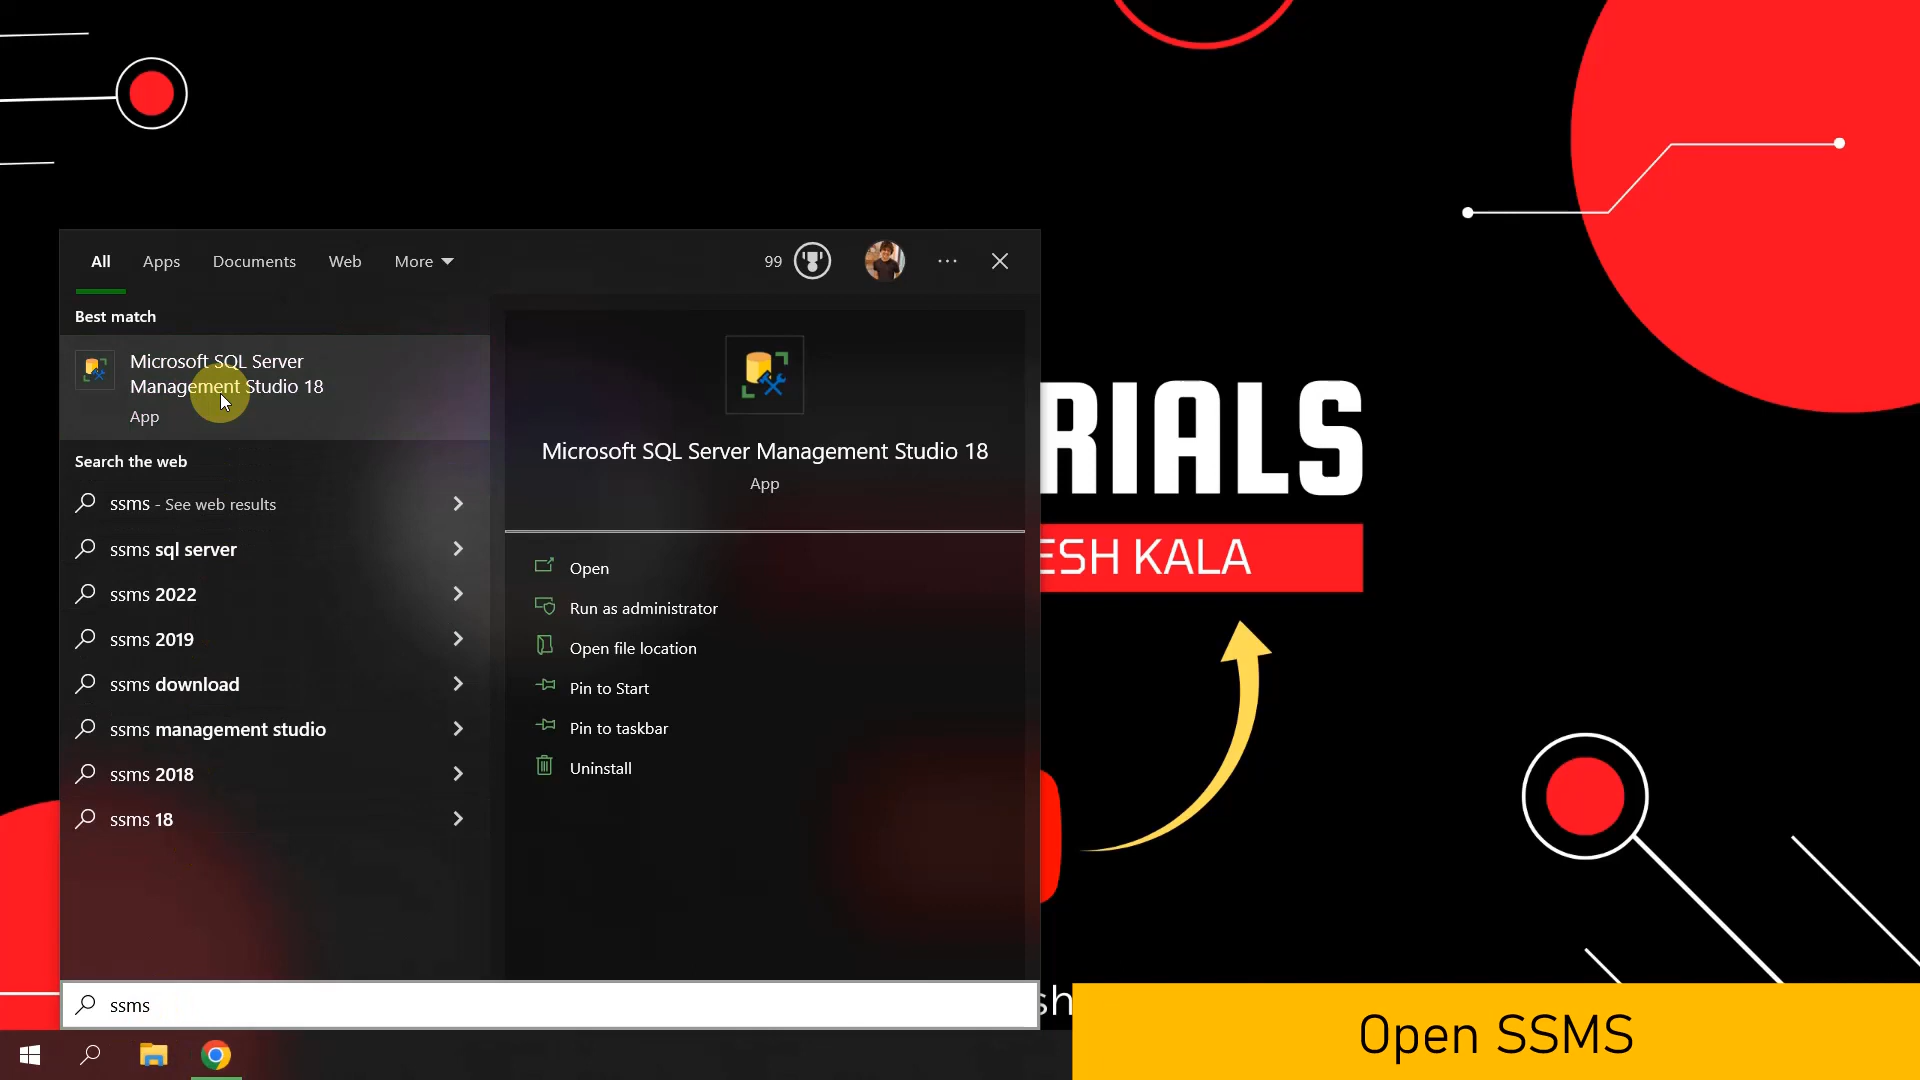 All Apps Documents Web More 99
Best match
Microsoft SQL Server
Management Studio 18
App
Search the web
ssms - See web results
ssms sql server
ssms 2022
ssms 2019
ssms download
ssms management studio
ssms 2018
ssms 18
Microsoft SQL Server Management Studio 18
App
Open
Run as administrator
Open file location
Pin to Start
Pin to taskbar
Uninstall
RIALS
ESH KALA
ssms
sh
Open SSMS